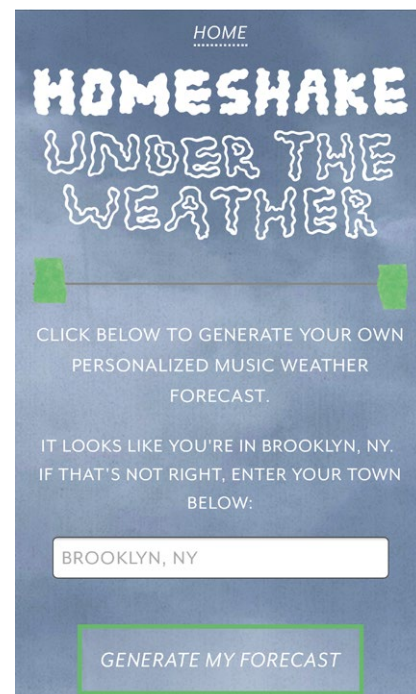 HOME
HOMESHAKE
UNDER THE
WEATHER
CLICK BELOW TO GENERATE YOUR OWN
PERSONALIZED MUSIC WEATHER
FORECAST.
IT LOOKS LIKE YOU'RE IN BROOKLYN, NY.
IF THAT'S NOT RIGHT, ENTER YOUR TOWN
BELOW:
BROOKLYN, NY
GENERATE MY FORECAST